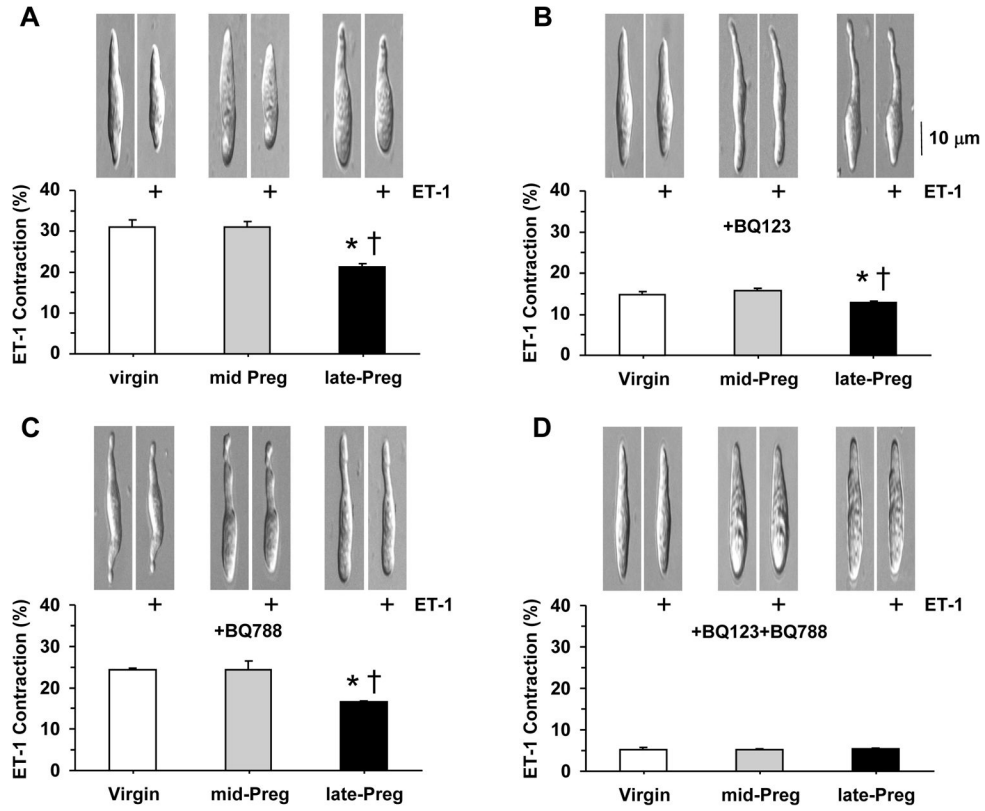 A
+ + + ET-1
ET-1 Contraction (%)
40
30
20
10
0
* †
virgin mid Preg late-Preg
B
10 μm
+ + + ET-1
ET-1 Contraction (%)
40
30
20
10
0
+BQ123
* †
Virgin mid-Preg late-Preg
C
+ + + ET-1
ET-1 Contraction (%)
40
30
20
10
0
+BQ788
* †
Virgin mid-Preg late-Preg
D
+ + + ET-1
ET-1 Contraction (%)
40
30
20
10
0
+BQ123+BQ788
Virgin mid-Preg late-Preg